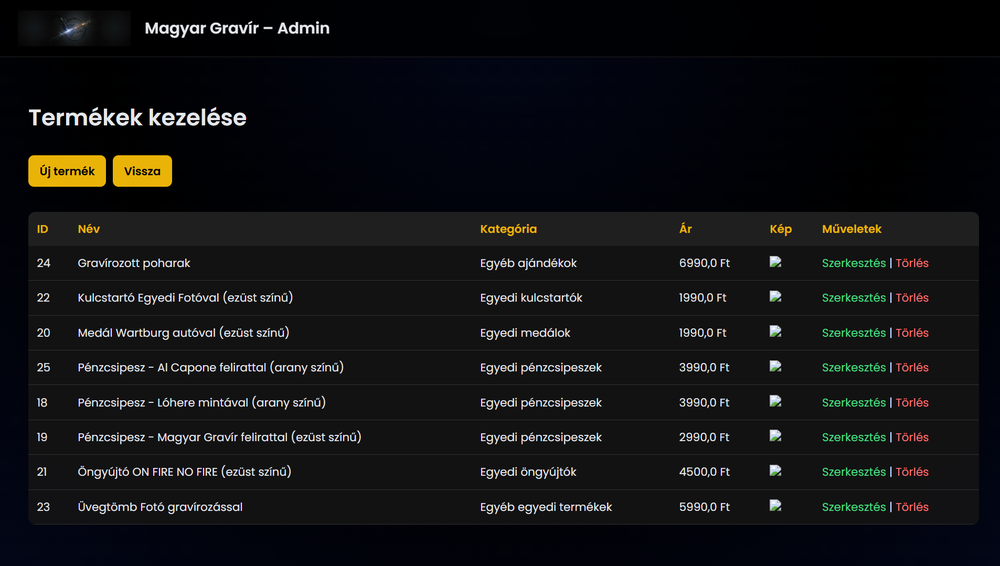 Magyar Gravír – Admin
Termékek kezelése
Új termék Vissza
ID Név Kategória Ár Kép Műveletek
24 Gravírozott poharak Egyéb ajándékok 6990,0 Ft Szerkesztés | Törlés
22 Kulcstartó Egyedi Fotóval (ezüst színű) Egyedi kulcstartók 1990,0 Ft Szerkesztés | Törlés
20 Medál Wartburg autóval (ezüst színű) Egyedi medálok 1990,0 Ft Szerkesztés | Törlés
25 Pénzcsipesz - Al Capone felirattal (arany színű) Egyedi pénzcsipeszek 3990,0 Ft Szerkesztés | Törlés
18 Pénzcsipesz - Lóhere mintával (arany színű) Egyedi pénzcsipeszek 3990,0 Ft Szerkesztés | Törlés
19 Pénzcsipesz - Magyar Gravír felirattal (ezüst színű) Egyedi pénzcsipeszek 2990,0 Ft Szerkesztés | Törlés
21 Öngyújtó ON FIRE NO FIRE (ezüst színű) Egyedi öngyújtók 4500,0 Ft Szerkesztés | Törlés
23 Üvegtömb Fotó gravírozással Egyéb egyedi termékek 5990,0 Ft Szerkesztés | Törlés